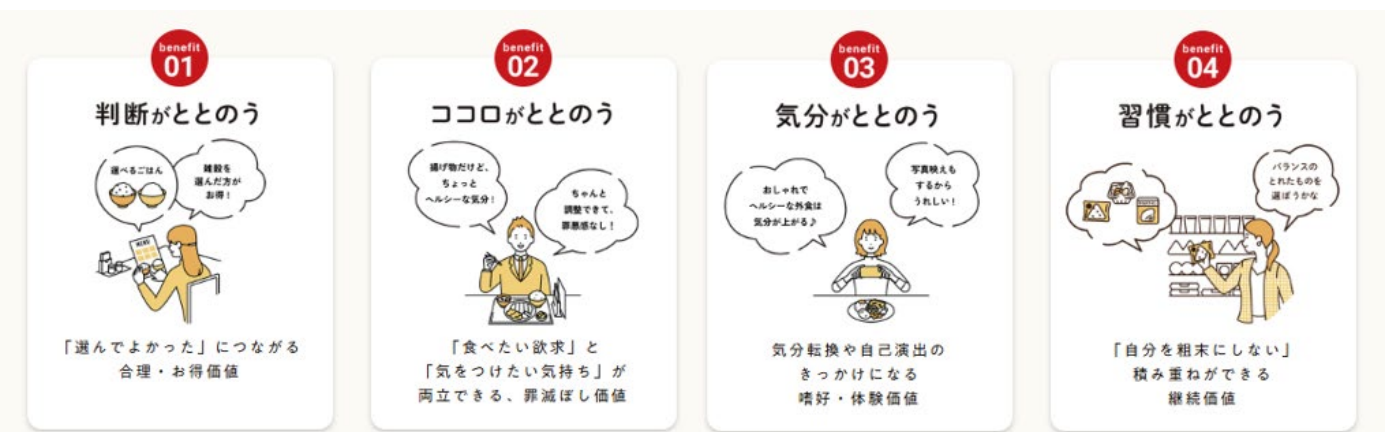 benefit
01
判断がととのう
選べるごはん
雑穀を
選んだ方が
お得！
MENU
「選んでよかった」につながる
合理・お得価値
benefit
02
ココロがととのう
揚げ物だけど、
ちょっと
ヘルシーな気分！
ちゃんと
調整できて、
罪悪感なし！
「食べたい欲求」と
「気をつけたい気持ち」が
両立できる、罪滅ぼし価値
benefit
03
気分がととのう
おしゃれで
ヘルシーな外食は
気分が上がる♪
写真映えも
するから
うれしい！
気分転換や自己演出の
きっかけになる
嗜好・体験価値
benefit
04
習慣がととのう
バランスの
とれたものを
選ぼうかな
「自分を粗末にしない」
積み重ねができる
継続価値